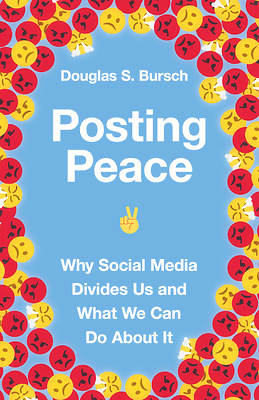 Douglas S. Bursch
Posting
Peace
Why Social Media
Divides Us and
What We Can
Do About It